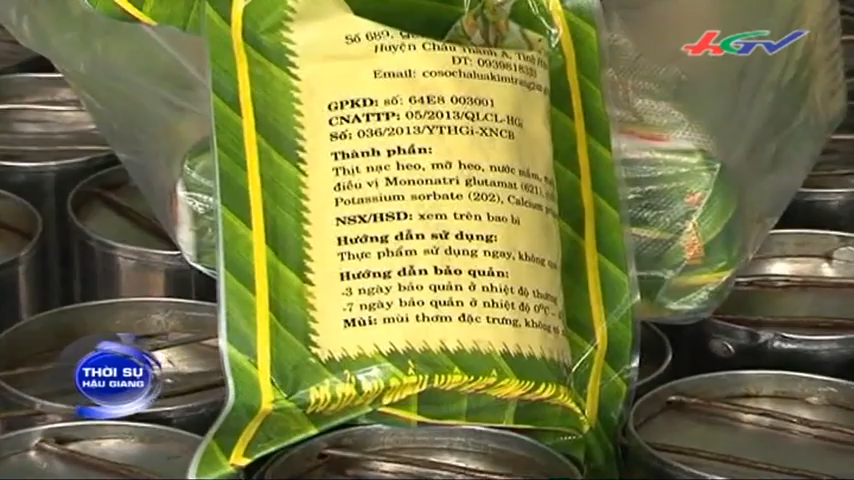 HGTV
Số 689,
Huyện Châu Thành A, Tỉnh
ĐT: 093981833
Email: cosochaluakimtrang2
GPKD: số: 64E8 003001
CNATTP: 05/2013/QLCL-HG
Số: 036/2013/YTHGi-XNCB
Thành phần:
Thịt nạc heo, mỡ heo, nước mắm,
điều vị Mononatri glutamat (621),
Potassium sorbate (202), Calcium
NSX/HSD: xem trên bao bì
Hướng dẫn sử dụng:
Thực phẩm sử dụng ngay, không
Hướng dẫn bảo quản:
-3 ngày bảo quản ở nhiệt độ thường
-7 ngày bảo quản ở nhiệt độ 0°C -
Mùi: mùi thơm đặc trưng, không có
THỜI SỰ
HẬU GIANG